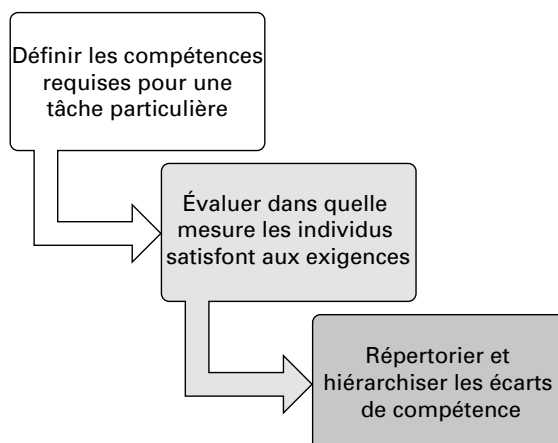 Définir les compétences
requises pour une
tâche particulière
Évaluer dans quelle
mesure les individus
satisfont aux exigences
Répertorier et
hiérarchiser les écarts
de compétence